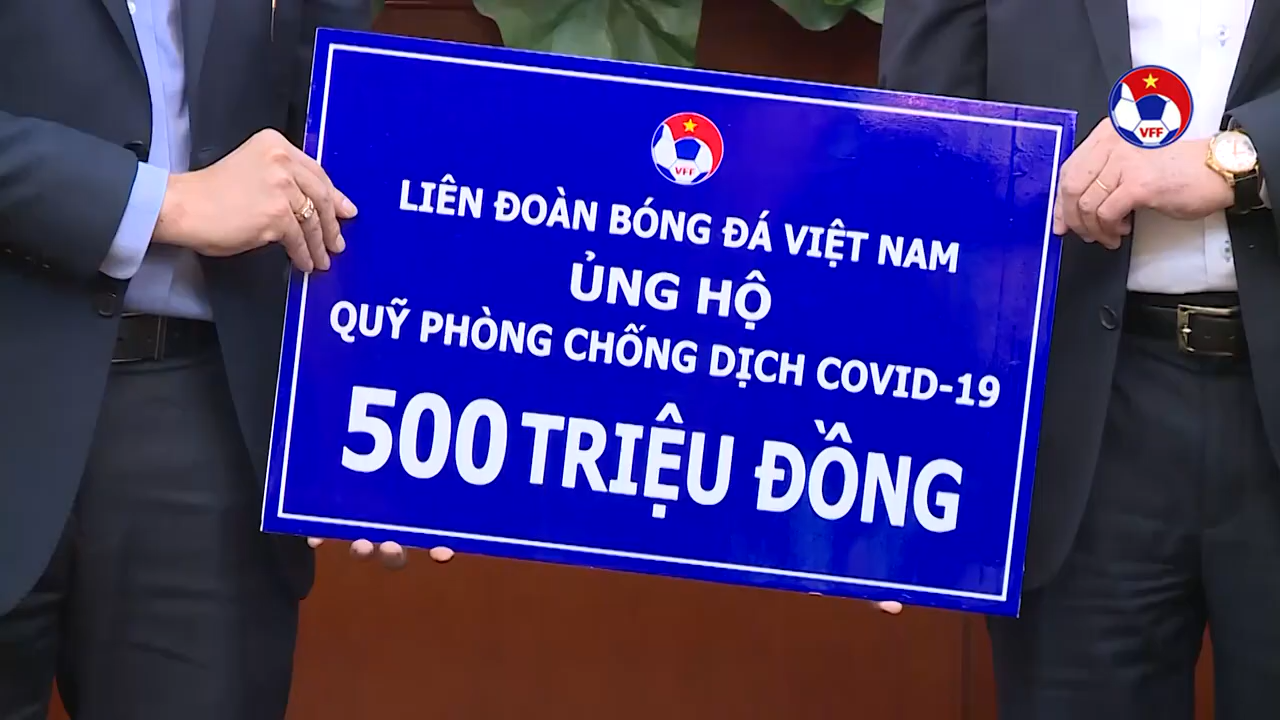 VFF
VFF
LIÊN ĐOÀN BÓNG ĐÁ VIỆT NAM
ỦNG HỘ
QUỸ PHÒNG CHỐNG DỊCH COVID-19
500 TRIỆU ĐỒNG